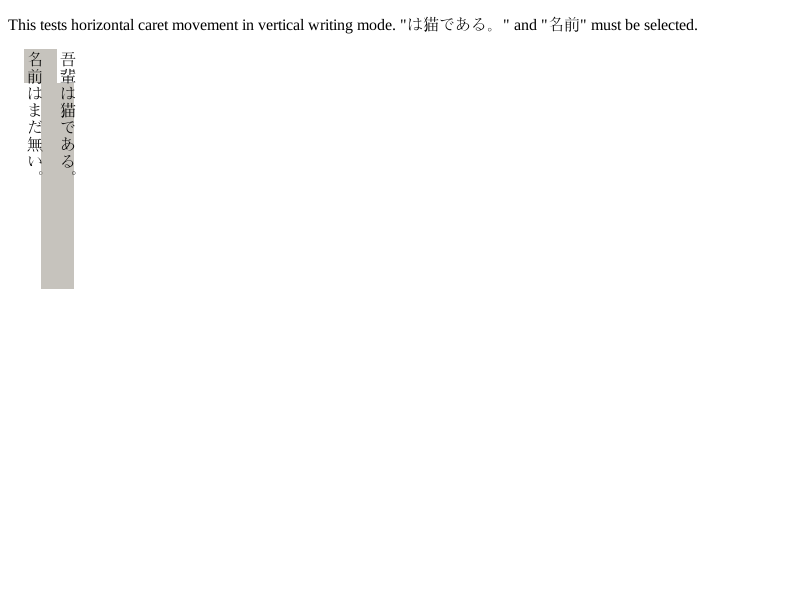 This tests horizontal caret movement in vertical writing mode. "は猫である。" and "名前" must be selected.
吾輩は猫である。
名前はまだ無い。